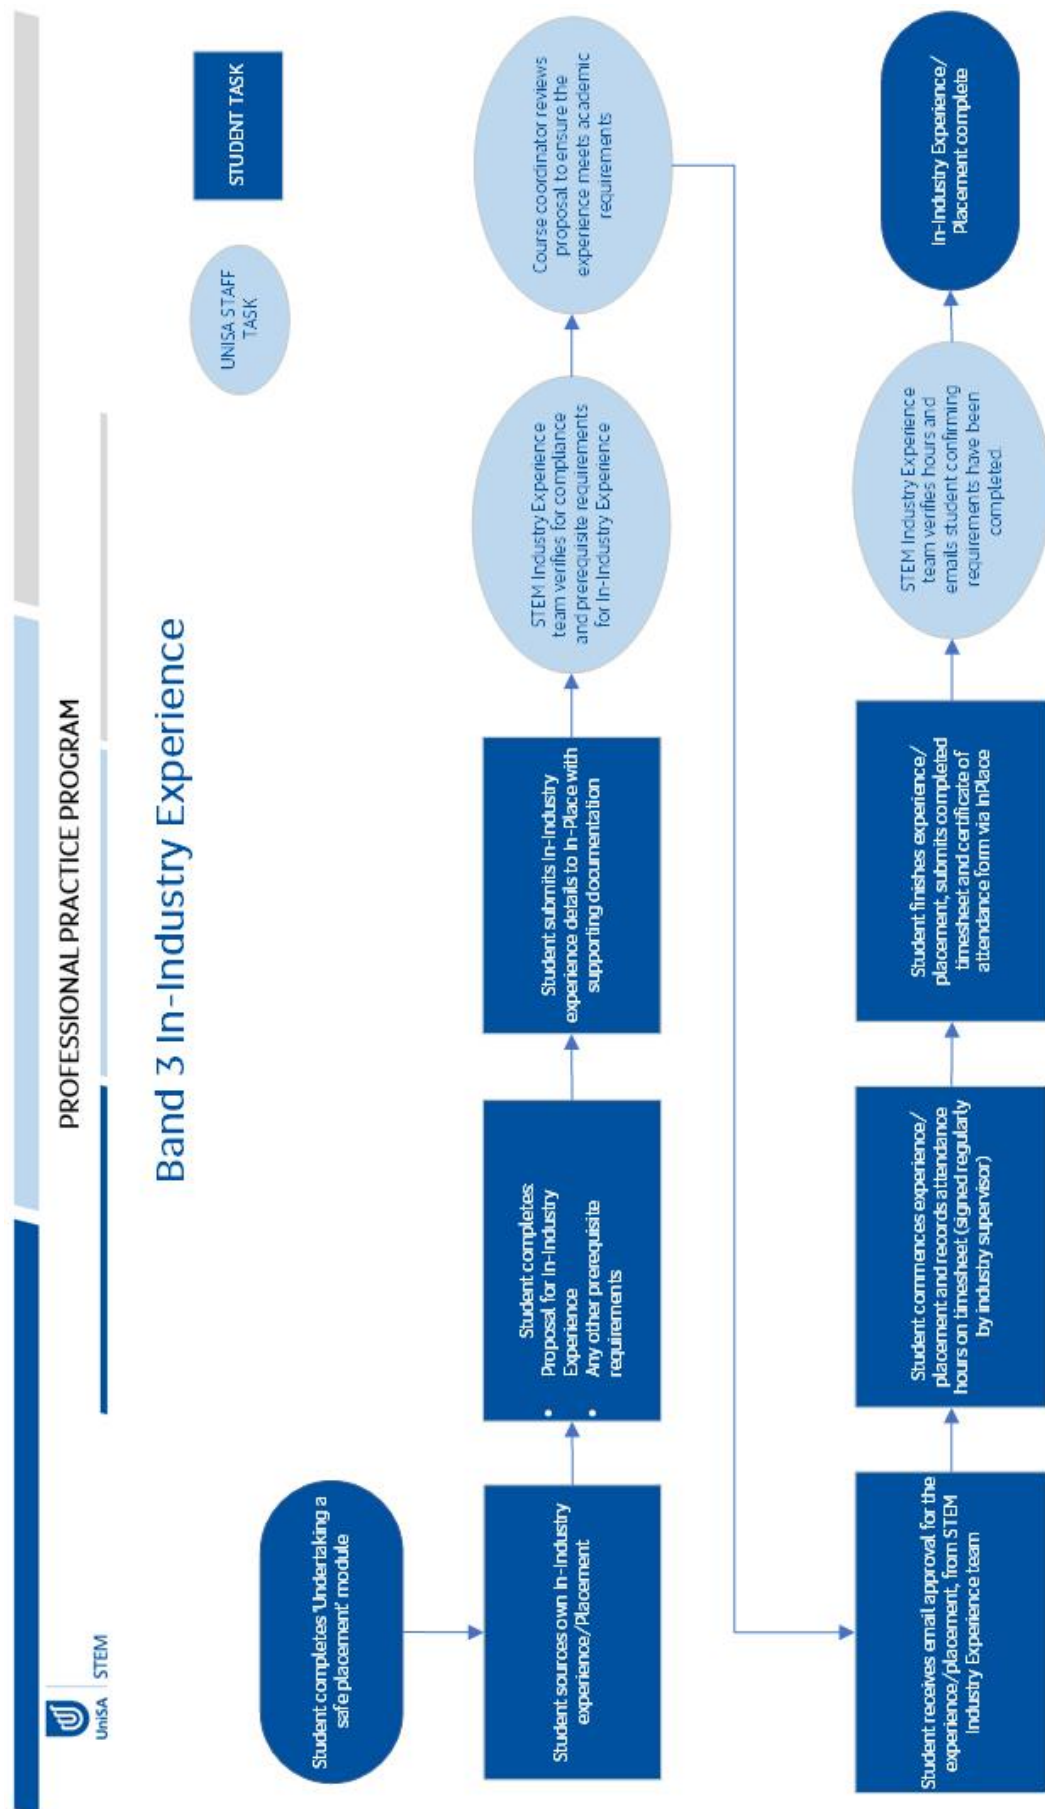 UniSA
STEM
PROFESSIONAL PRACTICE PROGRAM
Band 3 In-Industry Experience
UNISA STAFF
TASK
STUDENT TASK
Student completes 'Undertaking a
safe placement' module
Student sources own In-Industry
experience/Placement
Student completes:
• Proposal for In-Industry
Experience
• Any other prerequisite
requirements
Student submits In-Industry
experience details to In-Place with
supporting documentation
STEM Industry Experience
team verifies for compliance
and prerequisite requirements
for In-Industry Experience
Course coordinator reviews
proposal to ensure the
experience meets academic
requirements
Student receives email approval for the
experience/placement, from STEM
Industry Experience team
Student commences experience/
placement and records attendance
hours on timesheet (signed regularly
by industry supervisor)
Student finishes experience/
placement, submits completed
timesheet and certificate of
attendance form via InPlace
STEM Industry Experience
team verifies hours and
emails student confirming
requirements have been
completed.
In-Industry Experience/
Placement complete